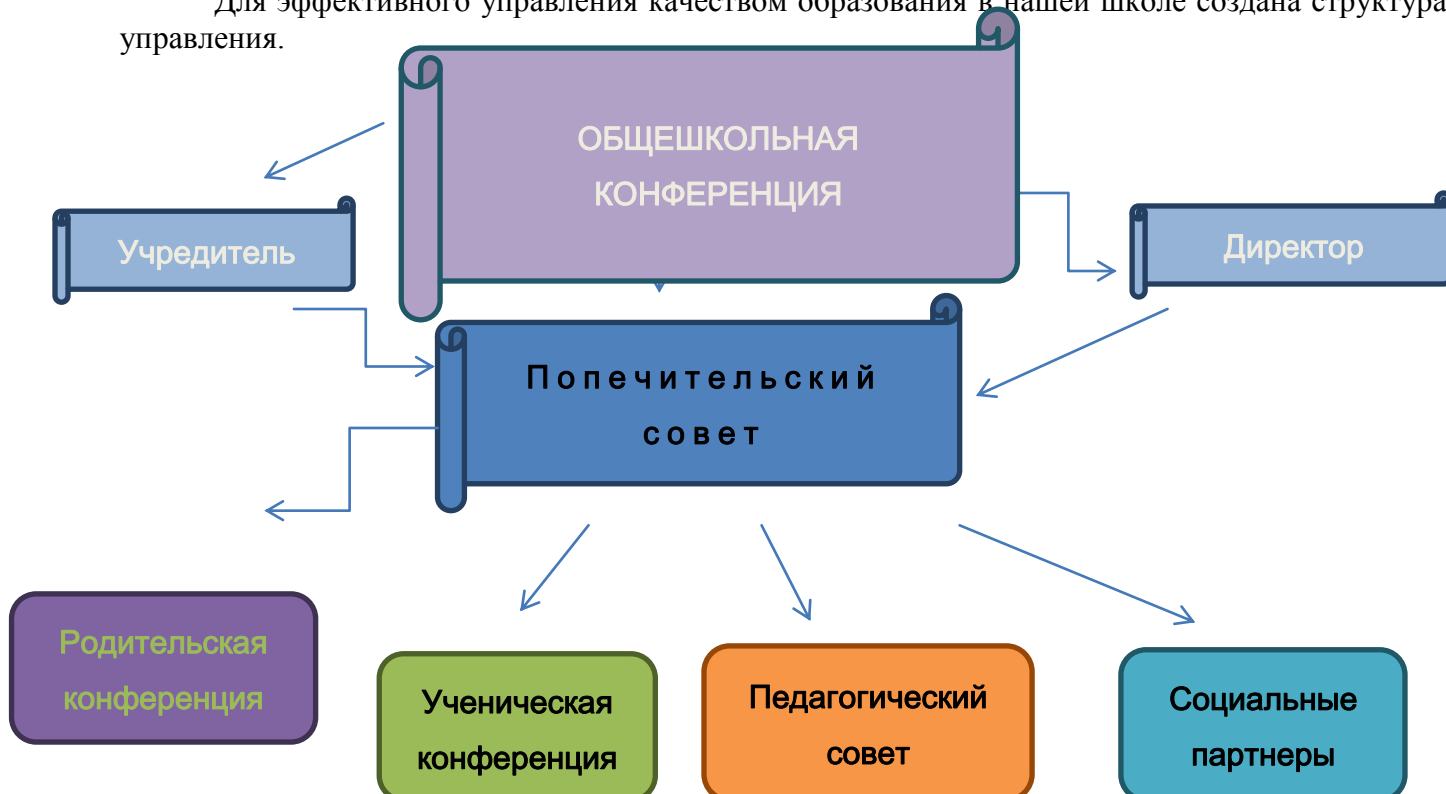 Для эффективного управления качеством образования в нашей школе создана структура
управления.
ОБЩЕШКОЛЬНАЯ
КОНФЕРЕНЦИЯ
Учредитель
Директор
Попечительский
совет
Родительская
конференция
Ученическая
конференция
Педагогический
совет
Социальные
партнеры